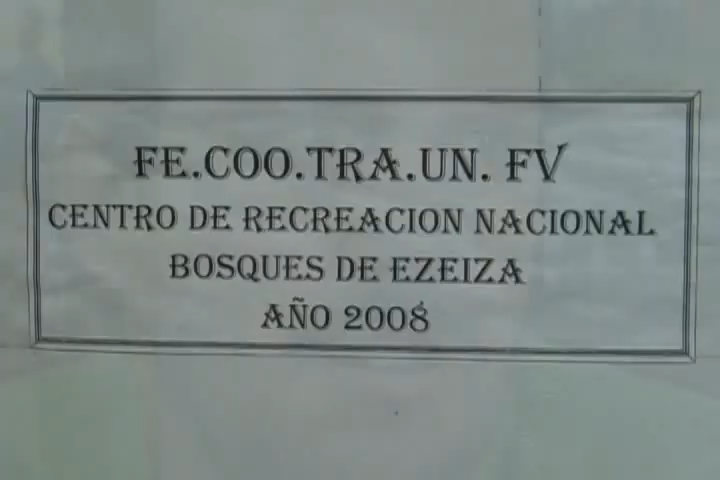 FE.COO.TRA.UN. FV
CENTRO DE RECREACION NACIONAL
BOSQUES DE EZEIZA
AÑO 2008